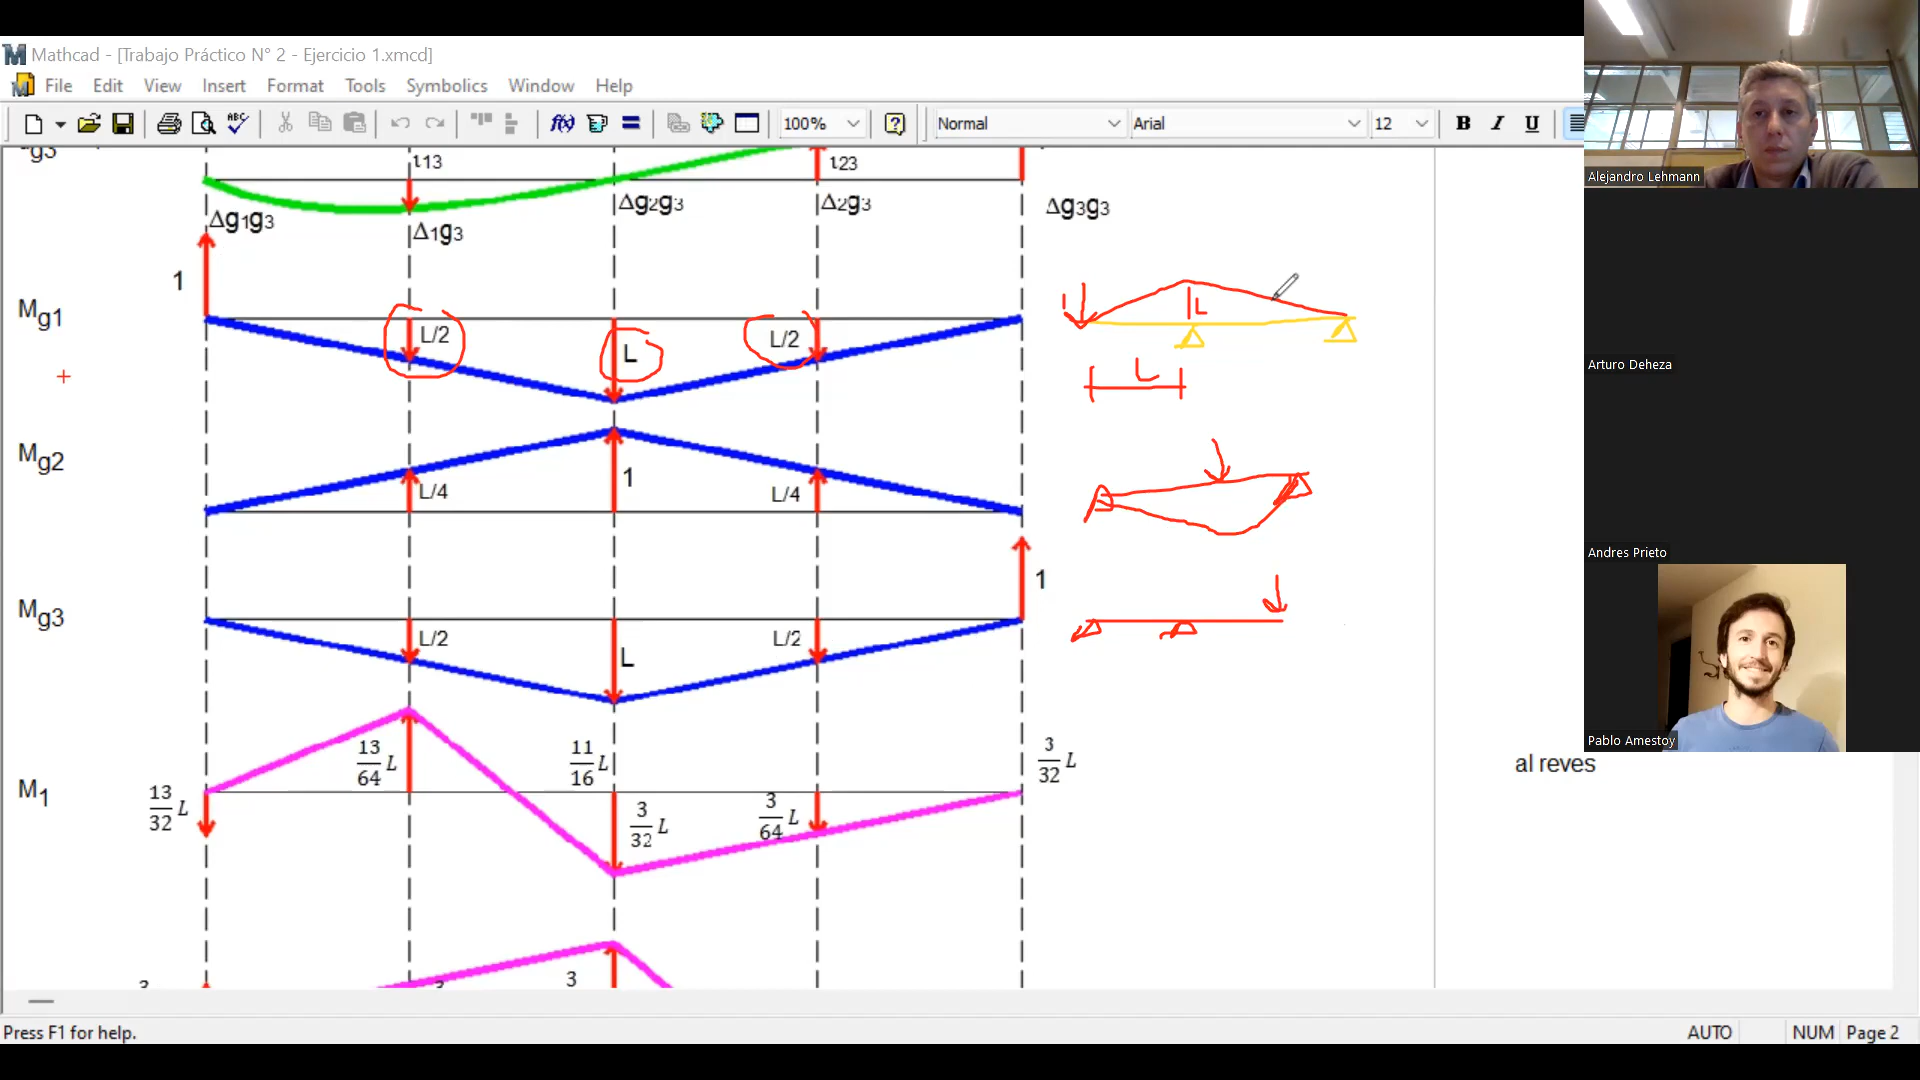 Mathcad - [Trabajo Práctico N° 2 - Ejercicio 1.xmcd]
File Edit View Insert Format Tools Symbolics Window Help
100% Normal Arial 12 B I U
Δg1g3 Δ1g3 Δg2g3 Δ2g3 Δg3g3
1
Mg1 L/2 L L/2
L
L
Mg2 L/4 1 L/4
1
Mg3 L/2 L L/2
M1 13/32 L 13/64 L 11/16 L 3/32 L 3/64 L 3/32 L
al reves
3
Press F1 for help. AUTO NUM Page 2
Alejandro Lehmann
Arturo Deheza
Andres Prieto
Pablo Amestoy